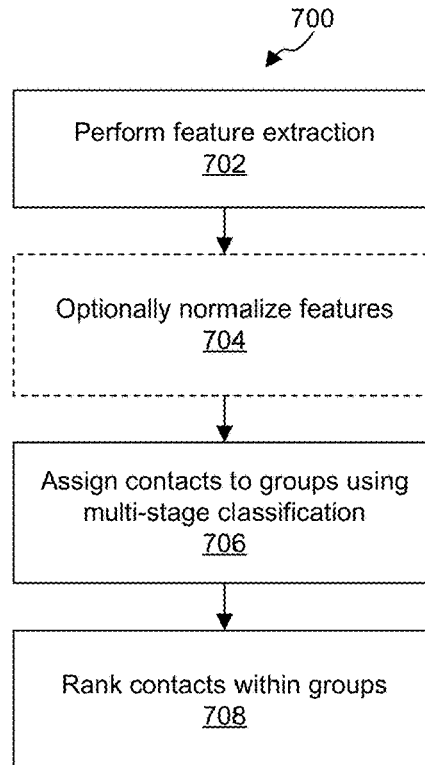 700
Perform feature extraction
702
Optionally normalize features
704
Assign contacts to groups using
multi-stage classification
706
Rank contacts within groups
708